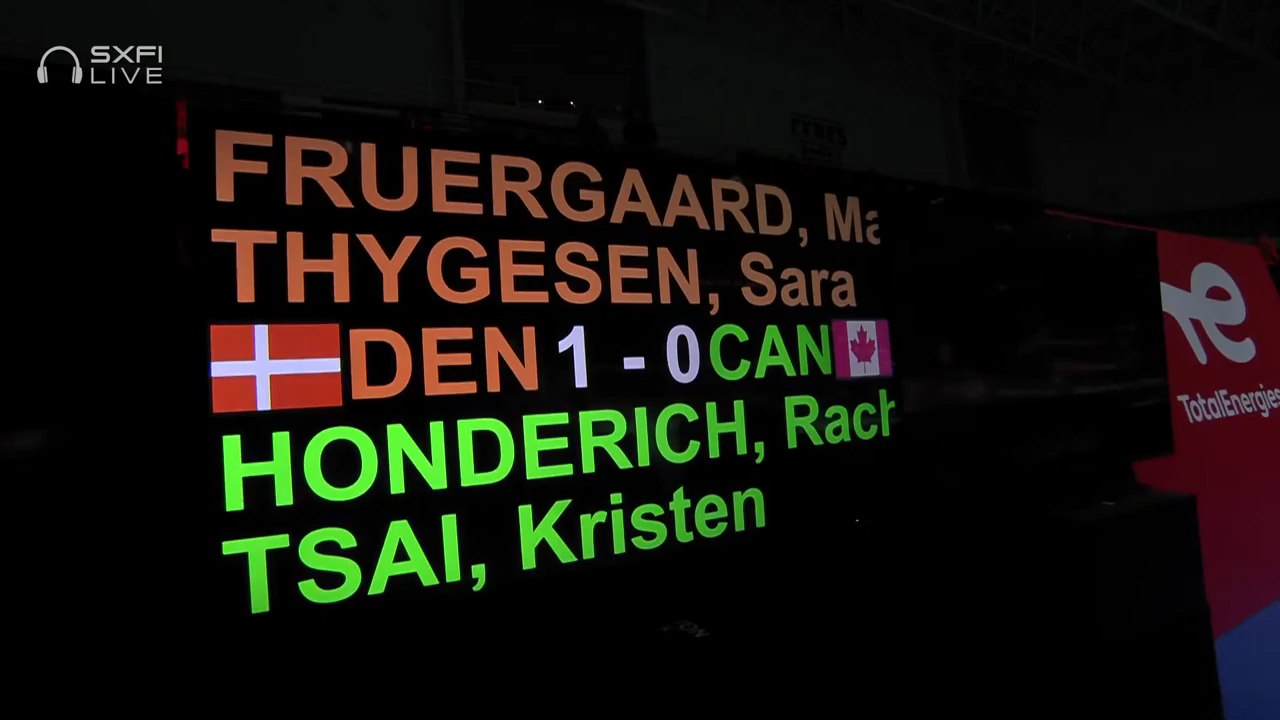 SXFI
LIVE
FRUERGAARD, Ma
THYGESEN, Sara
DEN 1 - 0 CAN
HONDERICH, Rach
TSAI, Kristen
TotalEnergies